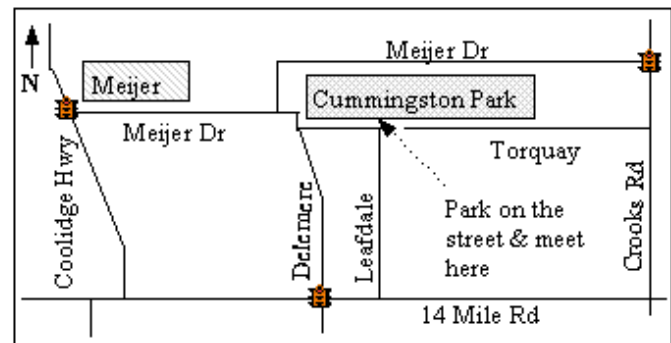 N
Meijer
Meijer Dr
Cummingston Park
Meijer Dr
Torquay
Coolidge Hwy
Delemere
Leafdale
Park on the
street & meet
here
Crooks Rd
14 Mile Rd